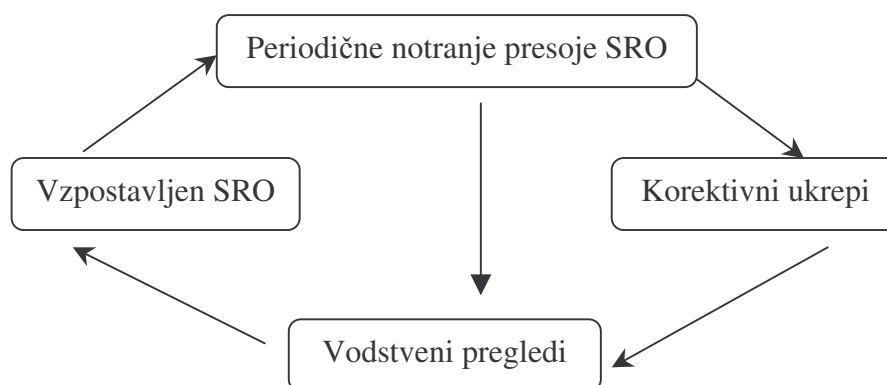 Periodične notranje presoje SRO
Vzpostavljen SRO
Korektivni ukrepi
Vodstveni pregledi